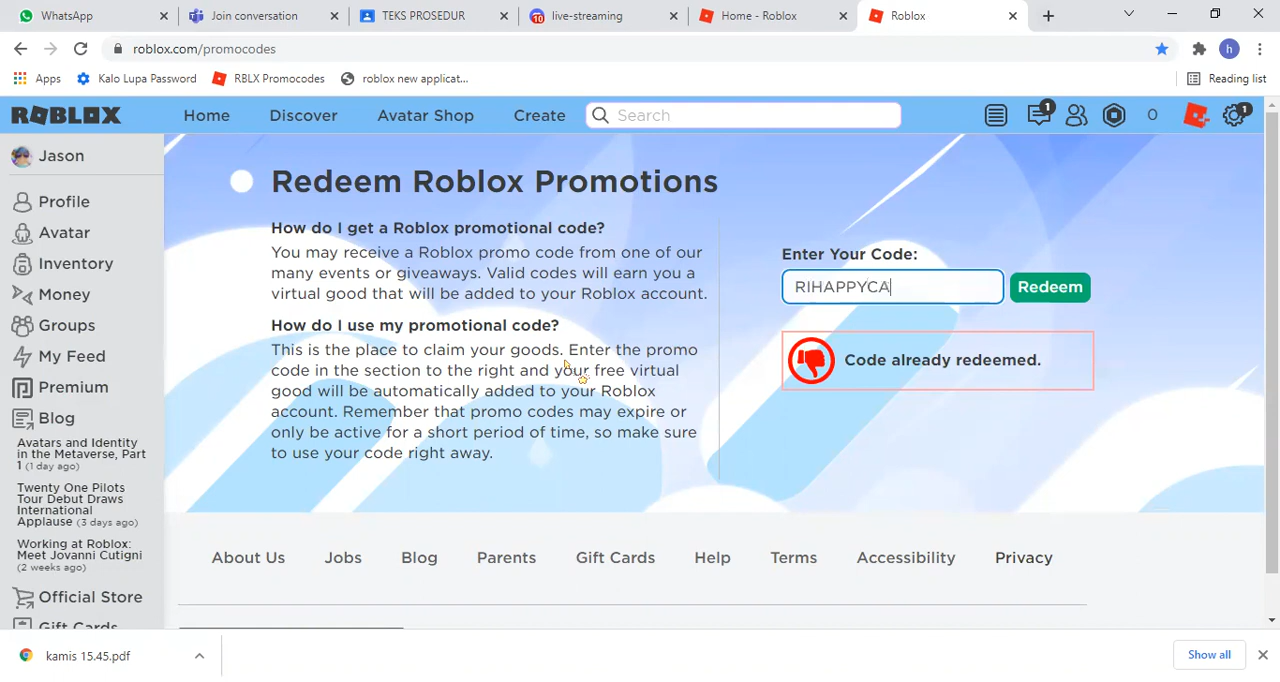 WhatsApp
Join conversation
TEKS PROSEDUR
10
live-streaming
Home - Roblox
Roblox
roblox.com/promocodes
h
Apps
Kalo Lupa Password
RBLX Promocodes
roblox new applicat...
Reading list
ROBLOX
Home
Discover
Avatar Shop
Create
Search
1
0
1
Jason
Profile
Avatar
Inventory
Money
Groups
My Feed
Premium
Blog
Avatars and Identity
in the Metaverse, Part
1 (1 day ago)
Twenty One Pilots
Tour Debut Draws
International
Applause (3 days ago)
Working at Roblox:
Meet Jovanni Cutigni
(2 weeks ago)
Official Store
Gift Cards
Redeem Roblox Promotions
How do I get a Roblox promotional code?
You may receive a Roblox promo code from one of our
many events or giveaways. Valid codes will earn you a
virtual good that will be added to your Roblox account.
How do I use my promotional code?
This is the place to claim your goods. Enter the promo
code in the section to the right and your free virtual
good will be automatically added to your Roblox
account. Remember that promo codes may expire or
only be active for a short period of time, so make sure
to use your code right away.
Enter Your Code:
RIHAPPYCA
Redeem
Code already redeemed.
About Us
Jobs
Blog
Parents
Gift Cards
Help
Terms
Accessibility
Privacy
kamis 15.45.pdf
Show all